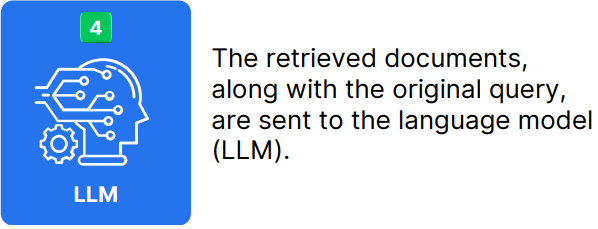 4
LLM
The retrieved documents,
along with the original query,
are sent to the language model
(LLM).